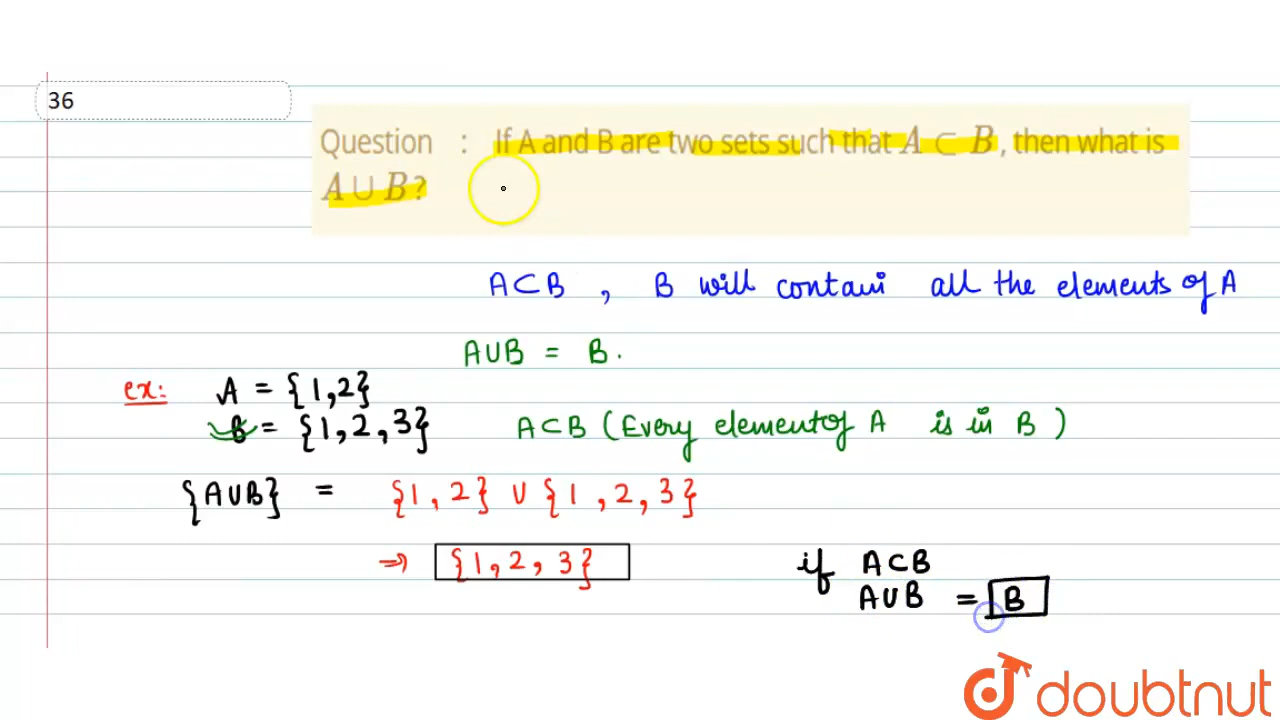 36
Question : If A and B are two sets such that A ⊂ B, then what is
A ∪ B?
A⊂B , B will contain all the elements of A
A∪B = B.
ex: A = {1,2}
B = {1,2,3} A⊂B (Every element of A is in B)
{A∪B} = {1,2} ∪ {1,2,3}
⇒ {1,2,3}
if A⊂B
A∪B = B
doubtnut